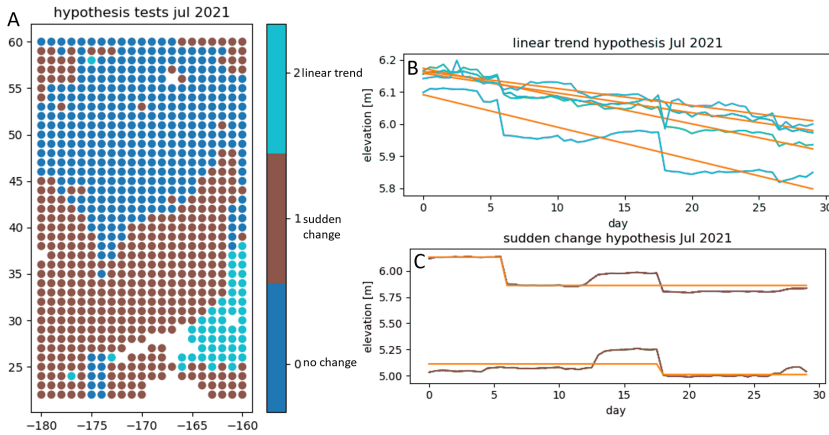 A
hypothesis tests jul 2021
60
55
50
45
40
35
30
25
−180
−175
−170
−165
−160
2 linear trend
1 sudden
change
0 no change
B
linear trend hypothesis Jul 2021
6.2
6.1
6.0
5.9
5.8
elevation [m]
0
5
10
15
20
25
30
day
C
sudden change hypothesis Jul 2021
6.00
5.75
5.50
5.25
5.00
elevation [m]
0
5
10
15
20
25
30
day